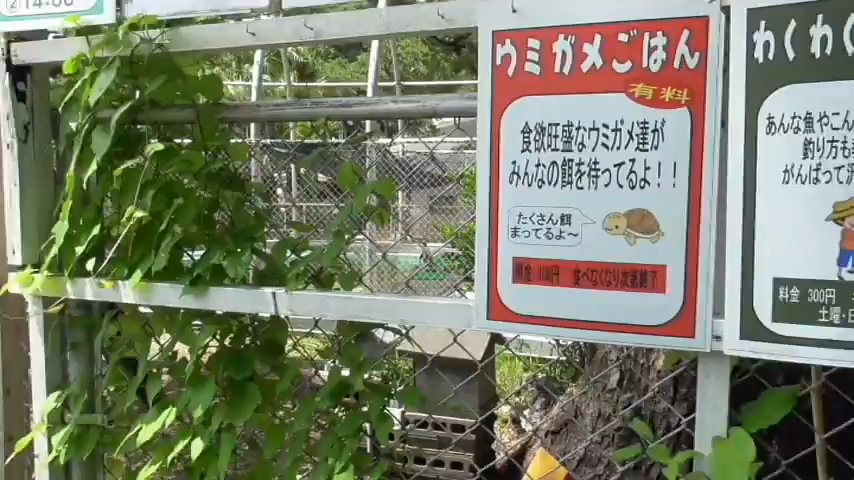 ②14:00
ウミガメごはん
有料
食欲旺盛なウミガメ達が
みんなの餌を待ってるよ!!
たくさん餌
まってるよ~
料金 100円 食べなくなり次第終了
わくわく
あんな魚やこん
釣り方も
がんばって
料金 300円
土曜・日